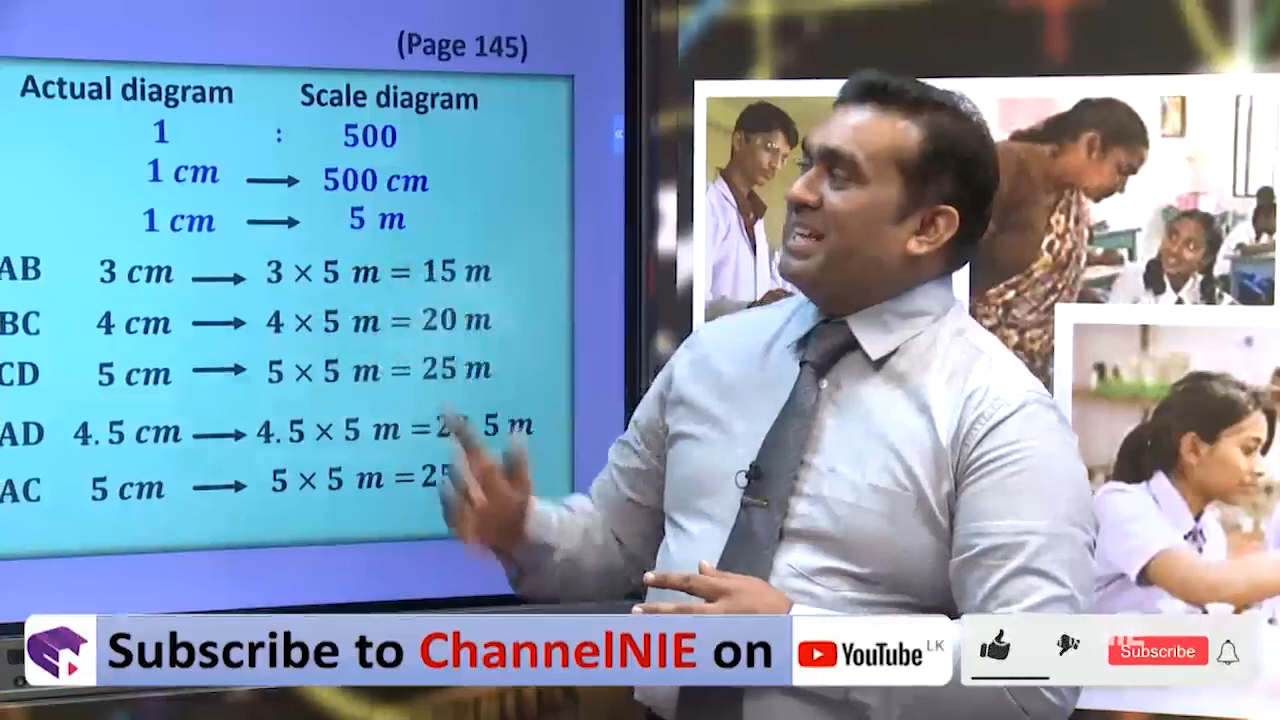 (Page 145)
Actual diagram Scale diagram
1 : 500
1 cm → 500 cm
1 cm → 5 m
AB 3 cm → 3 × 5 m = 15 m
BC 4 cm → 4 × 5 m = 20 m
CD 5 cm → 5 × 5 m = 25 m
AD 4.5 cm → 4.5 × 5 m = 5 m
AC 5 cm → 5 × 5 m = 25
Subscribe to ChannelNIE on YouTube LK
Subscribe